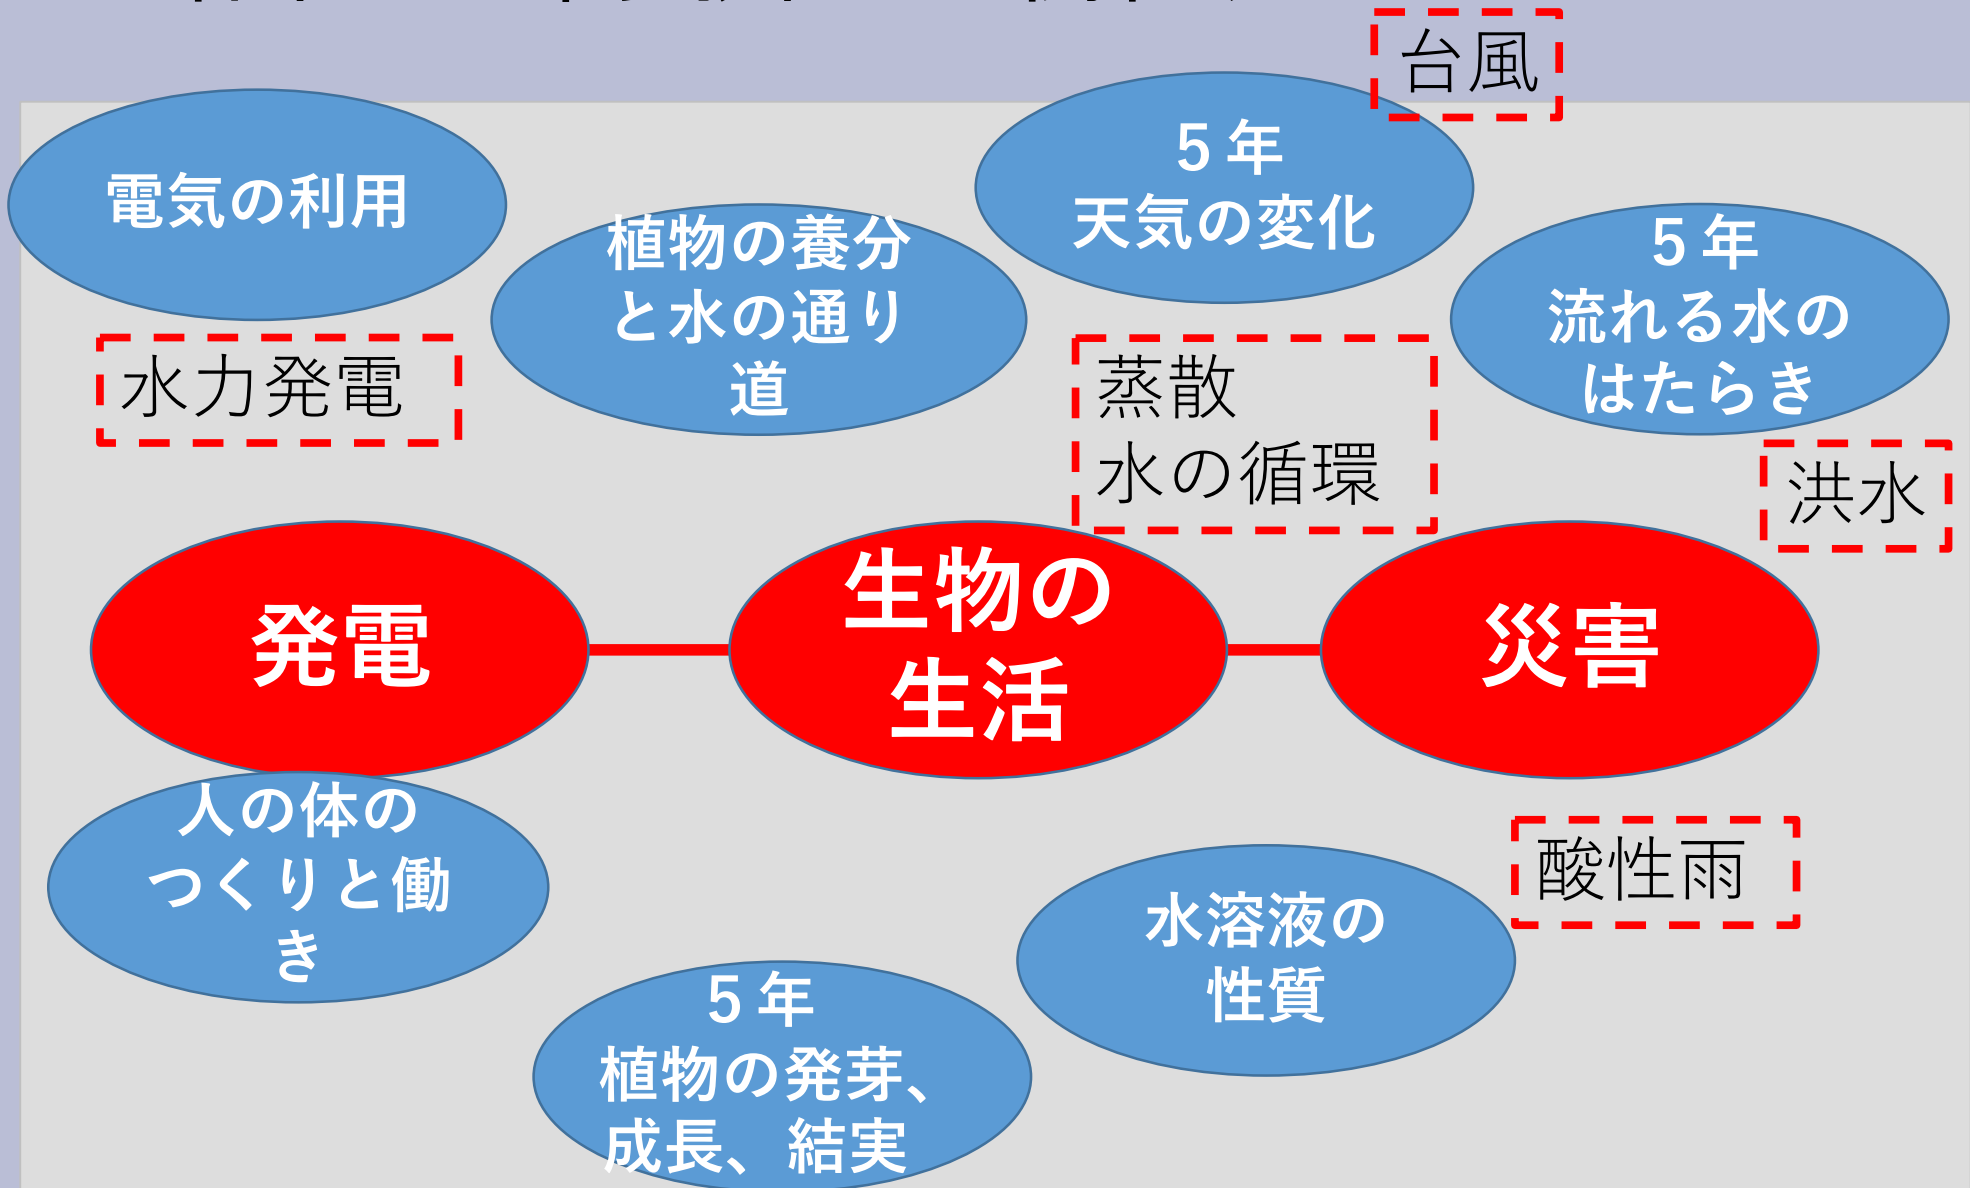 台風
電気の利用
植物の養分
と水の通り
道
5年
天気の変化
5年
流れる水の
はたらき
水力発電
蒸散
水の循環
洪水
発電
生物の
生活
災害
人の体の
つくりと働
き
酸性雨
水溶液の
性質
5年
植物の発芽、
成長、結実